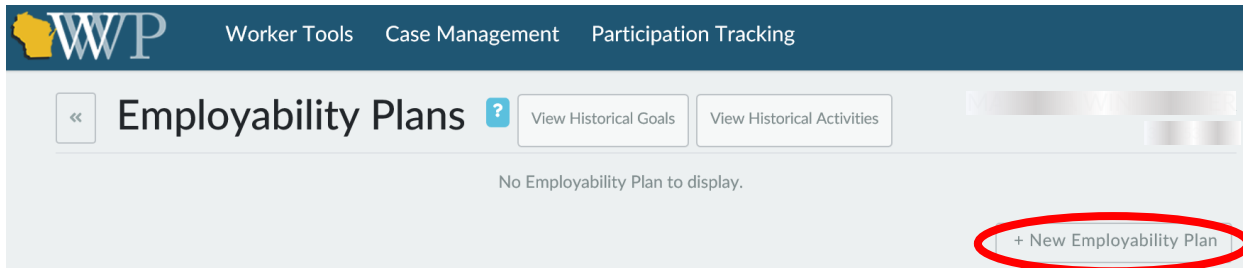 WWP Worker Tools Case Management Participation Tracking
« Employability Plans ? View Historical Goals View Historical Activities
No Employability Plan to display.
+ New Employability Plan